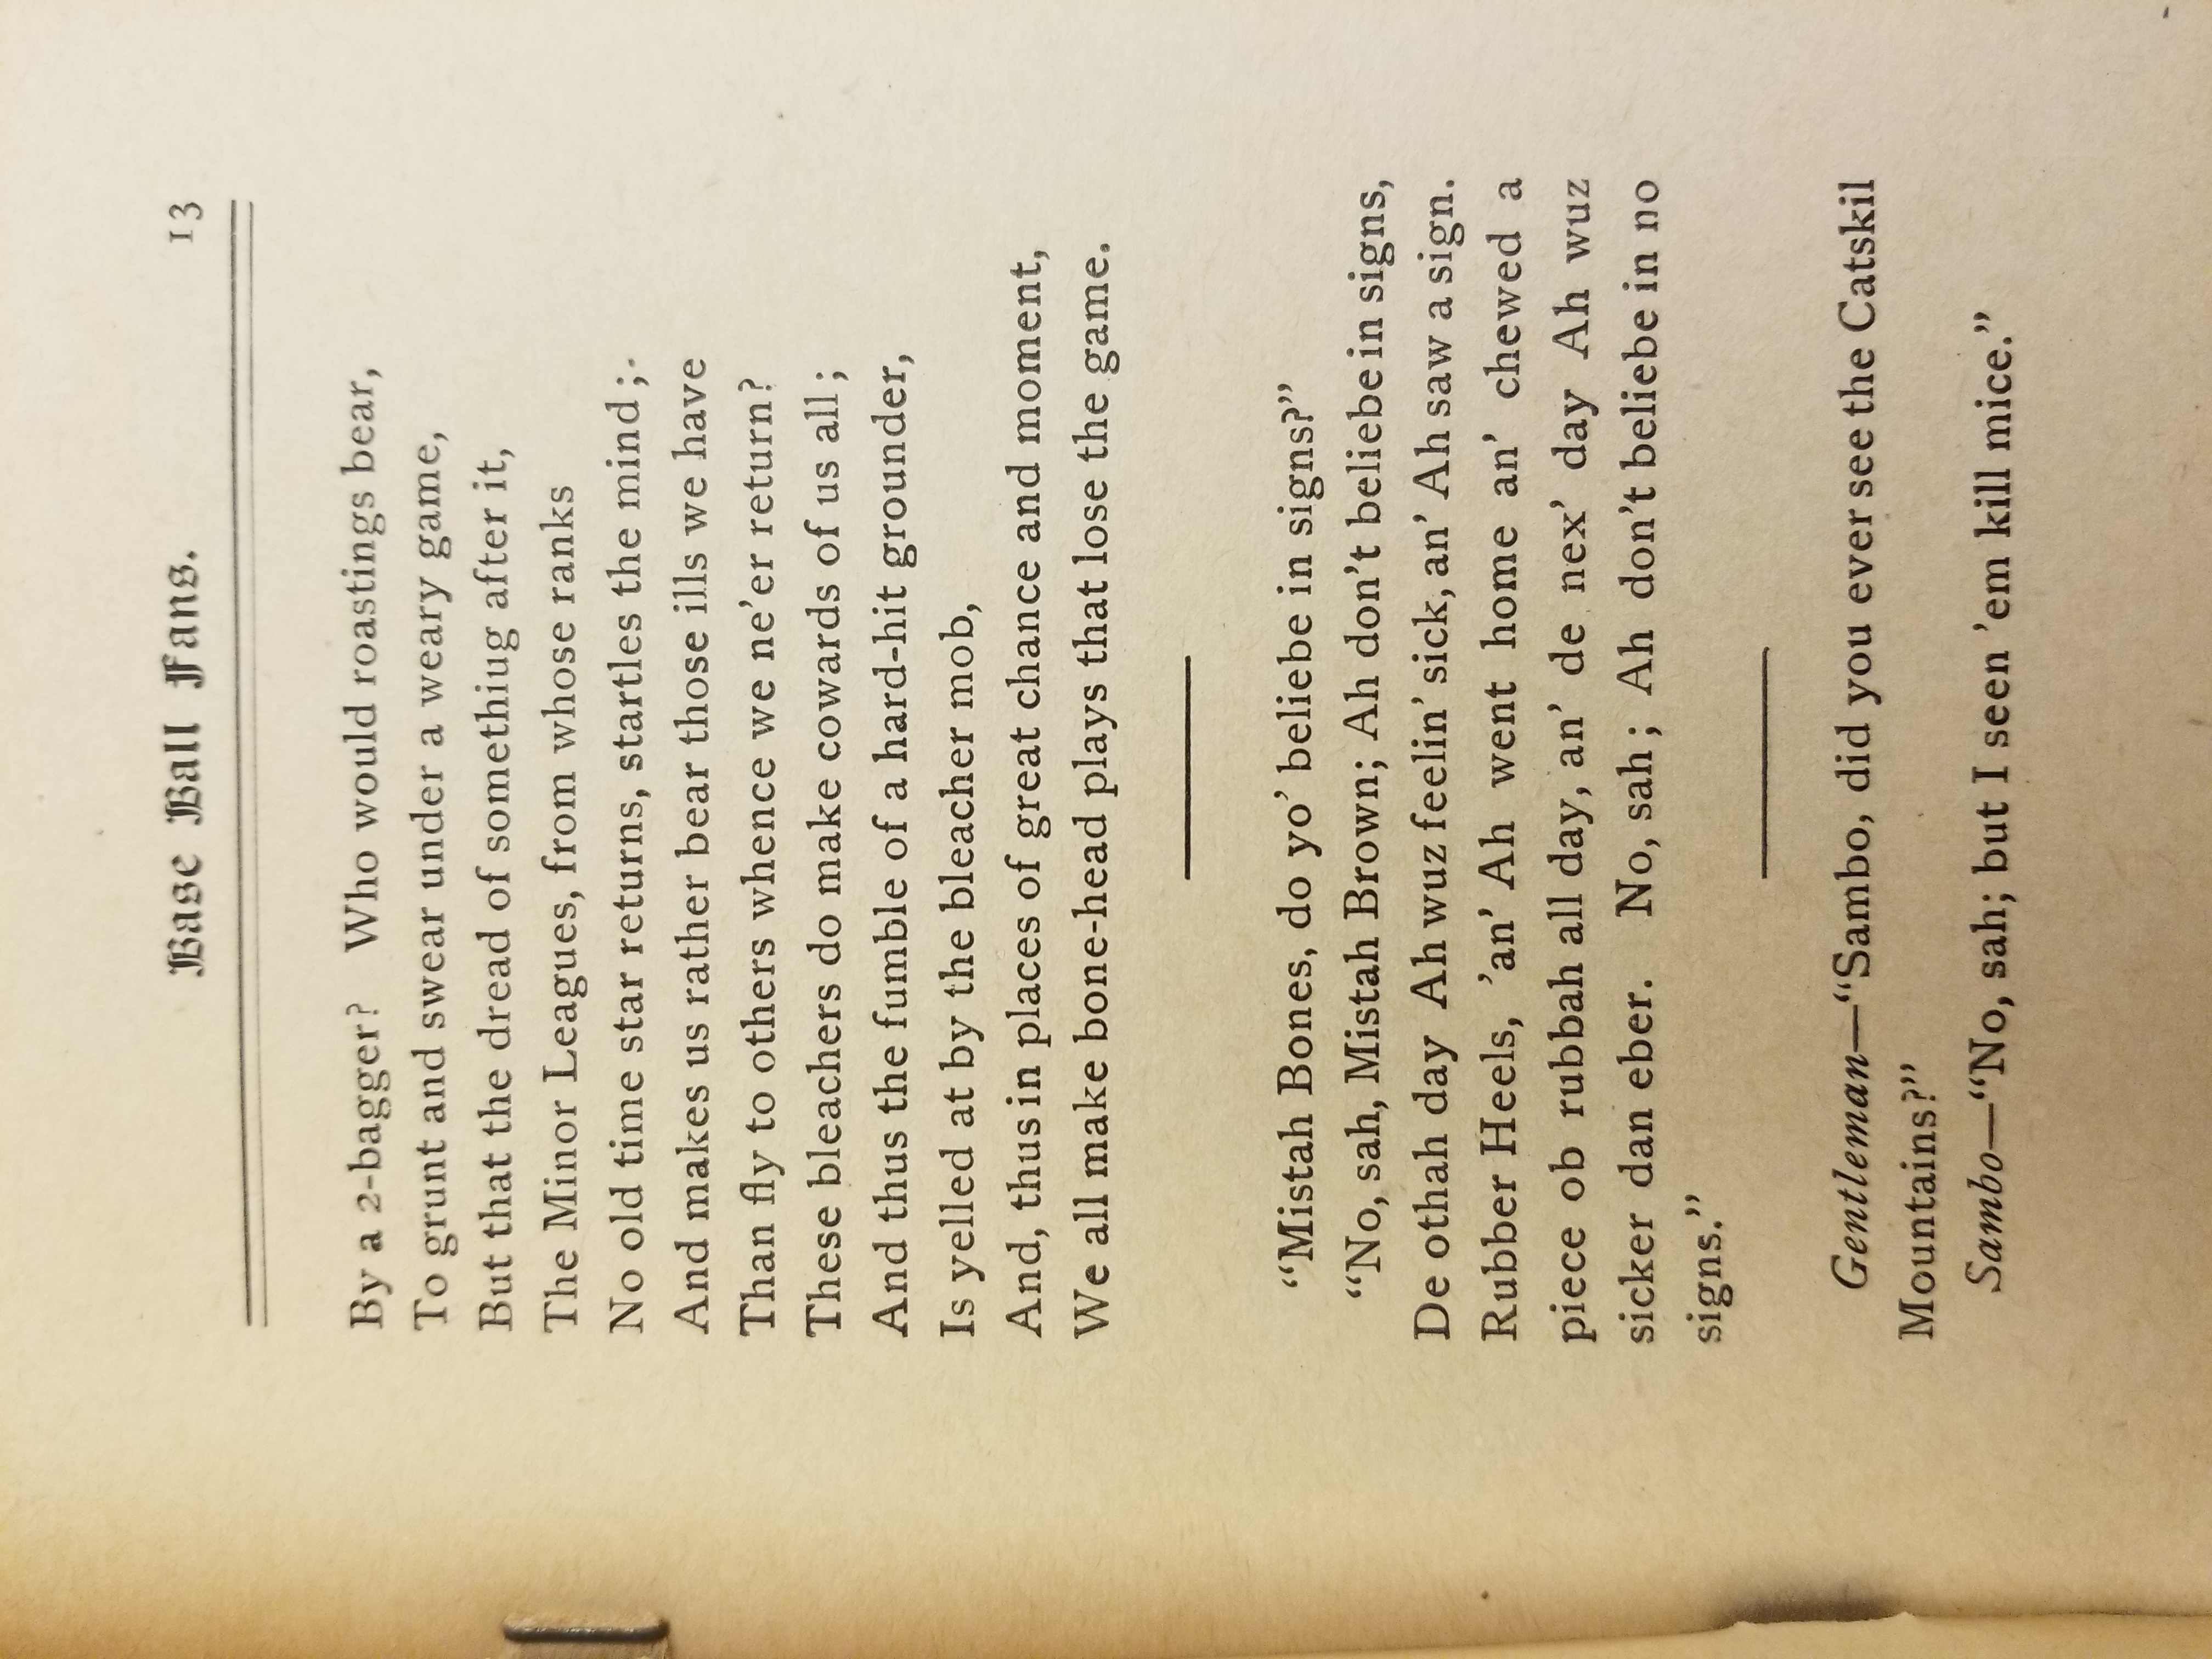 Base Ball Fans. 13
By a 2-bagger? Who would roastings bear,
To grunt and swear under a weary game,
But that the dread of somethiug after it,
The Minor Leagues, from whose ranks
No old time star returns, startles the mind;
And makes us rather bear those ills we have
Than fly to others whence we ne'er return?
These bleachers do make cowards of us all;
And thus the fumble of a hard-hit grounder,
Is yelled at by the bleacher mob,
And, thus in places of great chance and moment,
We all make bone-head plays that lose the game.
“Mistah Bones, do yo’ beliebe in signs?”
“No, sah, Mistah Brown; Ah don’t beliebe in signs,
De othah day Ah wuz feelin’ sick, an’ Ah saw a sign.
Rubber Heels, ’an’ Ah went home an’ chewed a
piece ob rubbah all day, an’ de nex’ day Ah wuz
sicker dan eber. No, sah; Ah don’t beliebe in no
signs.”
Gentleman—“Sambo, did you ever see the Catskil
Mountains?”
Sambo—“No, sah; but I seen ’em kill mice.”